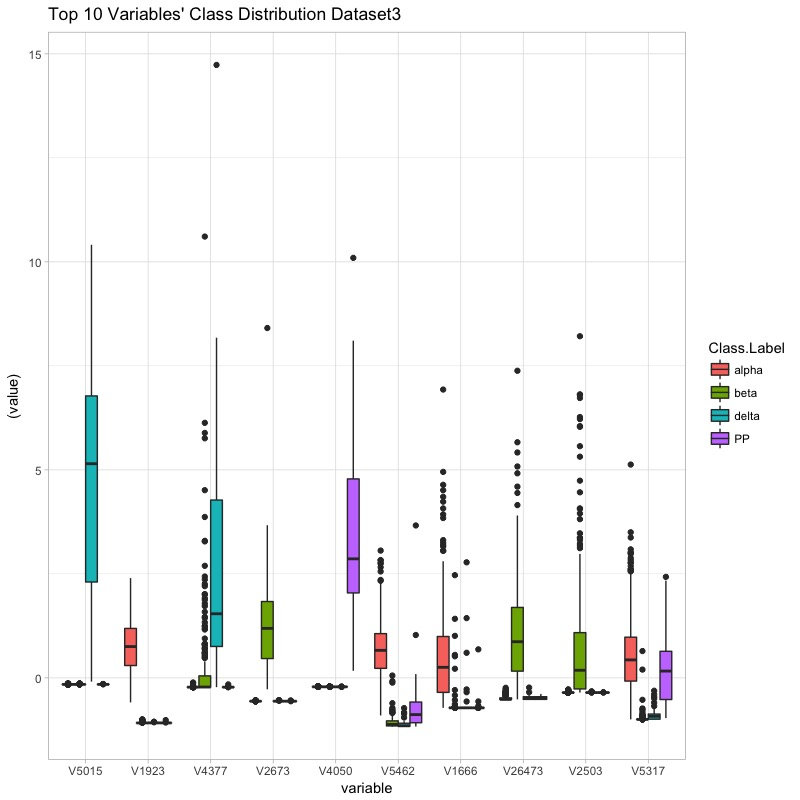 Top 10 Variables' Class Distribution Dataset3
15
10
5
0
(value)
V5015 V1923 V4377 V2673 V4050 V5462 V1666 V26473 V2503 V5317
variable
Class.Label
alpha
beta
delta
PP